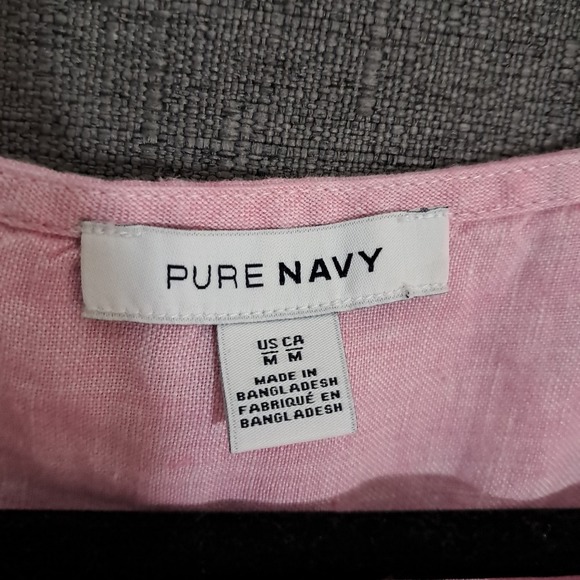 PURE NAVY
US CA
M M
MADE IN
BANGLADESH
FABRIQUÉ EN
BANGLADESH